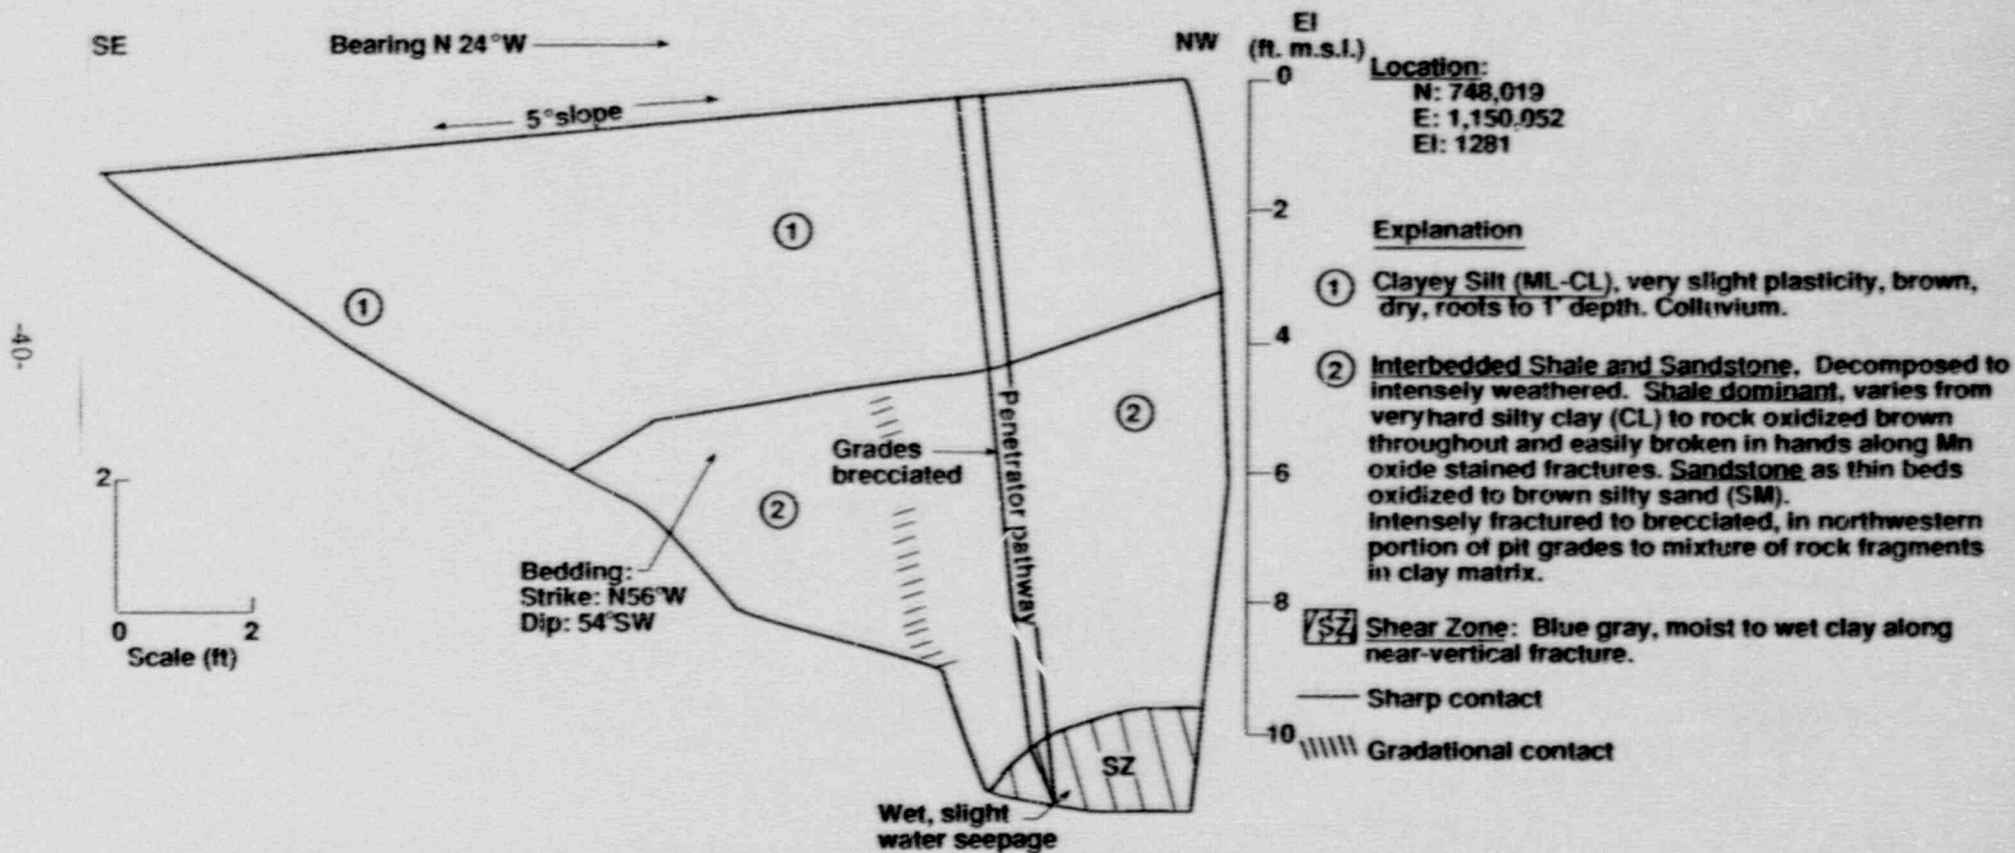 SE
Bearing N 24°W
NW
El
(ft. m.s.l.)
5°slope
0
2
4
6
8
10
Location:
N: 748,019
E: 1,150,052
El: 1281
Explanation
1 Clayey Silt (ML-CL), very slight plasticity, brown,
dry, roots to 1' depth. Colluvium.
2 Interbedded Shale and Sandstone, Decomposed to
intensely weathered. Shale dominant, varies from
veryhard silty clay (CL) to rock oxidized brown
throughout and easily broken in hands along Mn
oxide stained fractures. Sandstone as thin beds
oxidized to brown silty sand (SM).
Intensely fractured to brecciated, in northwestern
portion of pit grades to mixture of rock fragments
in clay matrix.
SZ Shear Zone: Blue gray, moist to wet clay along
near-vertical fracture.
Sharp contact
Gradational contact
1
1
2
2
Grades
brecciated
Penetrator pathway
Bedding:
Strike: N56°W
Dip: 54°SW
SZ
Wet, slight
water seepage
2
0 2
Scale (ft)
-40-